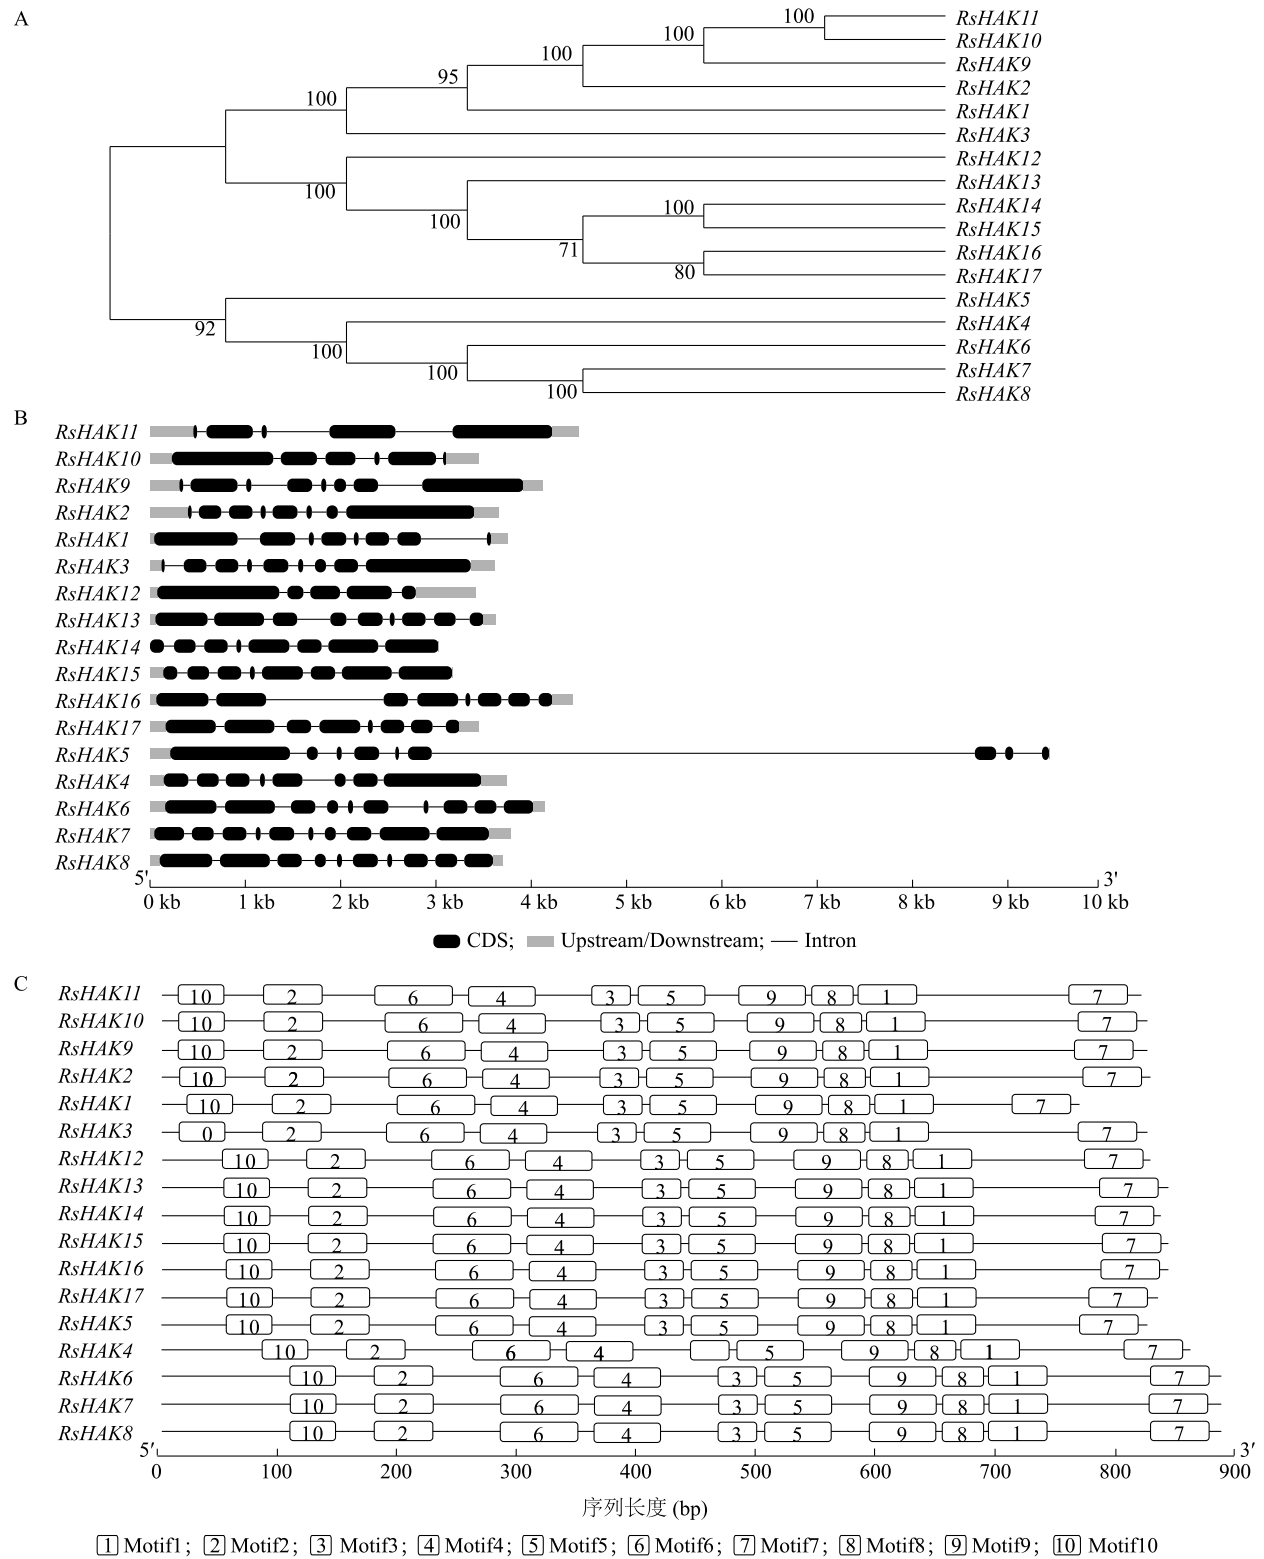 A
100 RsHAK11
100 RsHAK10
100 RsHAK9
95 RsHAK2
100 RsHAK1
RsHAK3
RsHAK12
100 RsHAK13
100 100 RsHAK14
RsHAK15
71 RsHAK16
80 RsHAK17
RsHAK5
92 RsHAK4
100 RsHAK6
100 RsHAK7
100 RsHAK8
B
RsHAK11
RsHAK10
RsHAK9
RsHAK2
RsHAK1
RsHAK3
RsHAK12
RsHAK13
RsHAK14
RsHAK15
RsHAK16
RsHAK17
RsHAK5
RsHAK4
RsHAK6
RsHAK7
RsHAK8
5′ 3′
0 kb 1 kb 2 kb 3 kb 4 kb 5 kb 6 kb 7 kb 8 kb 9 kb 10 kb
CDS; Upstream/Downstream; Intron
C
RsHAK11 10 2 6 4 3 5 9 8 1 7
RsHAK10 10 2 6 4 3 5 9 8 1 7
RsHAK9 10 2 6 4 3 5 9 8 1 7
RsHAK2 10 2 6 4 3 5 9 8 1 7
RsHAK1 10 2 6 4 3 5 9 8 1 7
RsHAK3 0 2 6 4 3 5 9 8 1 7
RsHAK12 10 2 6 4 3 5 9 8 1 7
RsHAK13 10 2 6 4 3 5 9 8 1 7
RsHAK14 10 2 6 4 3 5 9 8 1 7
RsHAK15 10 2 6 4 3 5 9 8 1 7
RsHAK16 10 2 6 4 3 5 9 8 1 7
RsHAK17 10 2 6 4 3 5 9 8 1 7
RsHAK5 10 2 6 4 3 5 9 8 1 7
RsHAK4 10 2 6 4 5 9 8 1 7
RsHAK6 10 2 6 4 3 5 9 8 1 7
RsHAK7 10 2 6 4 3 5 9 8 1 7
RsHAK8 10 2 6 4 3 5 9 8 1 7
5′ 3′
0 100 200 300 400 500 600 700 800 900
序列长度 (bp)
1 Motif1; 2 Motif2; 3 Motif3; 4 Motif4; 5 Motif5; 6 Motif6; 7 Motif7; 8 Motif8; 9 Motif9; 10 Motif10